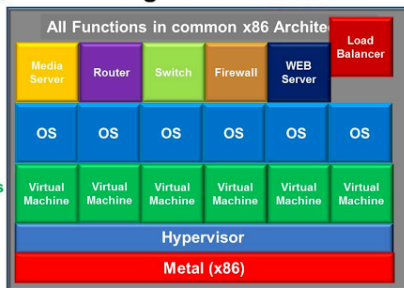 All Functions in common x86 Archite
Load
Balancer
Media
Server
Router
Switch
Firewall
WEB
Server
OS
OS
OS
OS
OS
OS
Virtual
Machine
Virtual
Machine
Virtual
Machine
Virtual
Machine
Virtual
Machine
Virtual
Machine
Hypervisor
Metal (x86)